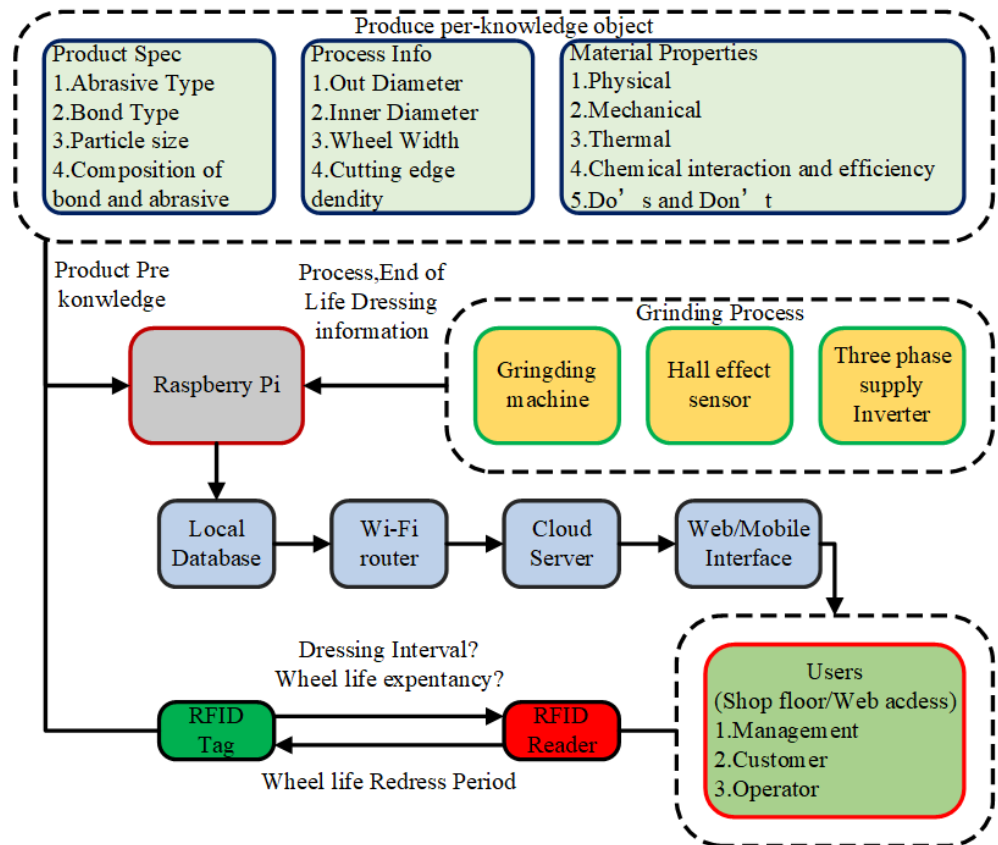 Produce per-knowledge object
Product Spec
1.Abrasive Type
2.Bond Type
3.Particle size
4.Composition of
bond and abrasive
Process Info
1.Out Diameter
2.Inner Diameter
3.Wheel Width
4.Cutting edge
dendity
Material Properties
1.Physical
2.Mechanical
3.Thermal
4.Chemical interaction and efficiency
5.Do’s and Don’t
Product Pre
konwledge
Process,End of
Life Dressing
information
Grinding Process
Raspberry Pi
Gringding
machine
Hall effect
sensor
Three phase
supply
Inverter
Local
Database
Wi-Fi
router
Cloud
Server
Web/Mobile
Interface
Dressing Interval?
Wheel life expentancy?
RFID
Tag
RFID
Reader
Wheel life Redress Period
Users
(Shop floor/Web acdess)
1.Management
2.Customer
3.Operator